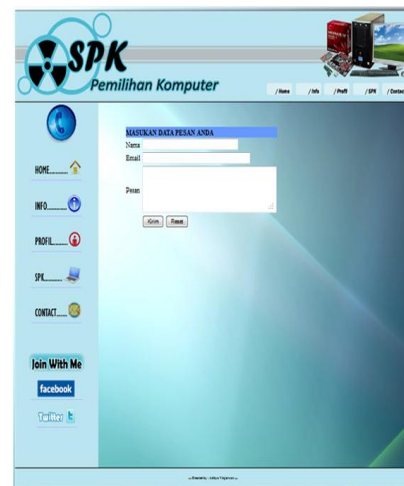 SPK
Pemilihan Komputer
/ Home / Info / Profil / SPK / Contact
MASUKAN DATA PESAN ANDA
Nama
Email
Pesan
Kirim Reset
HOME..........
INFO..........
PROFIL.........
SPK..........
CONTACT......
Join With Me
facebook
Twitter t